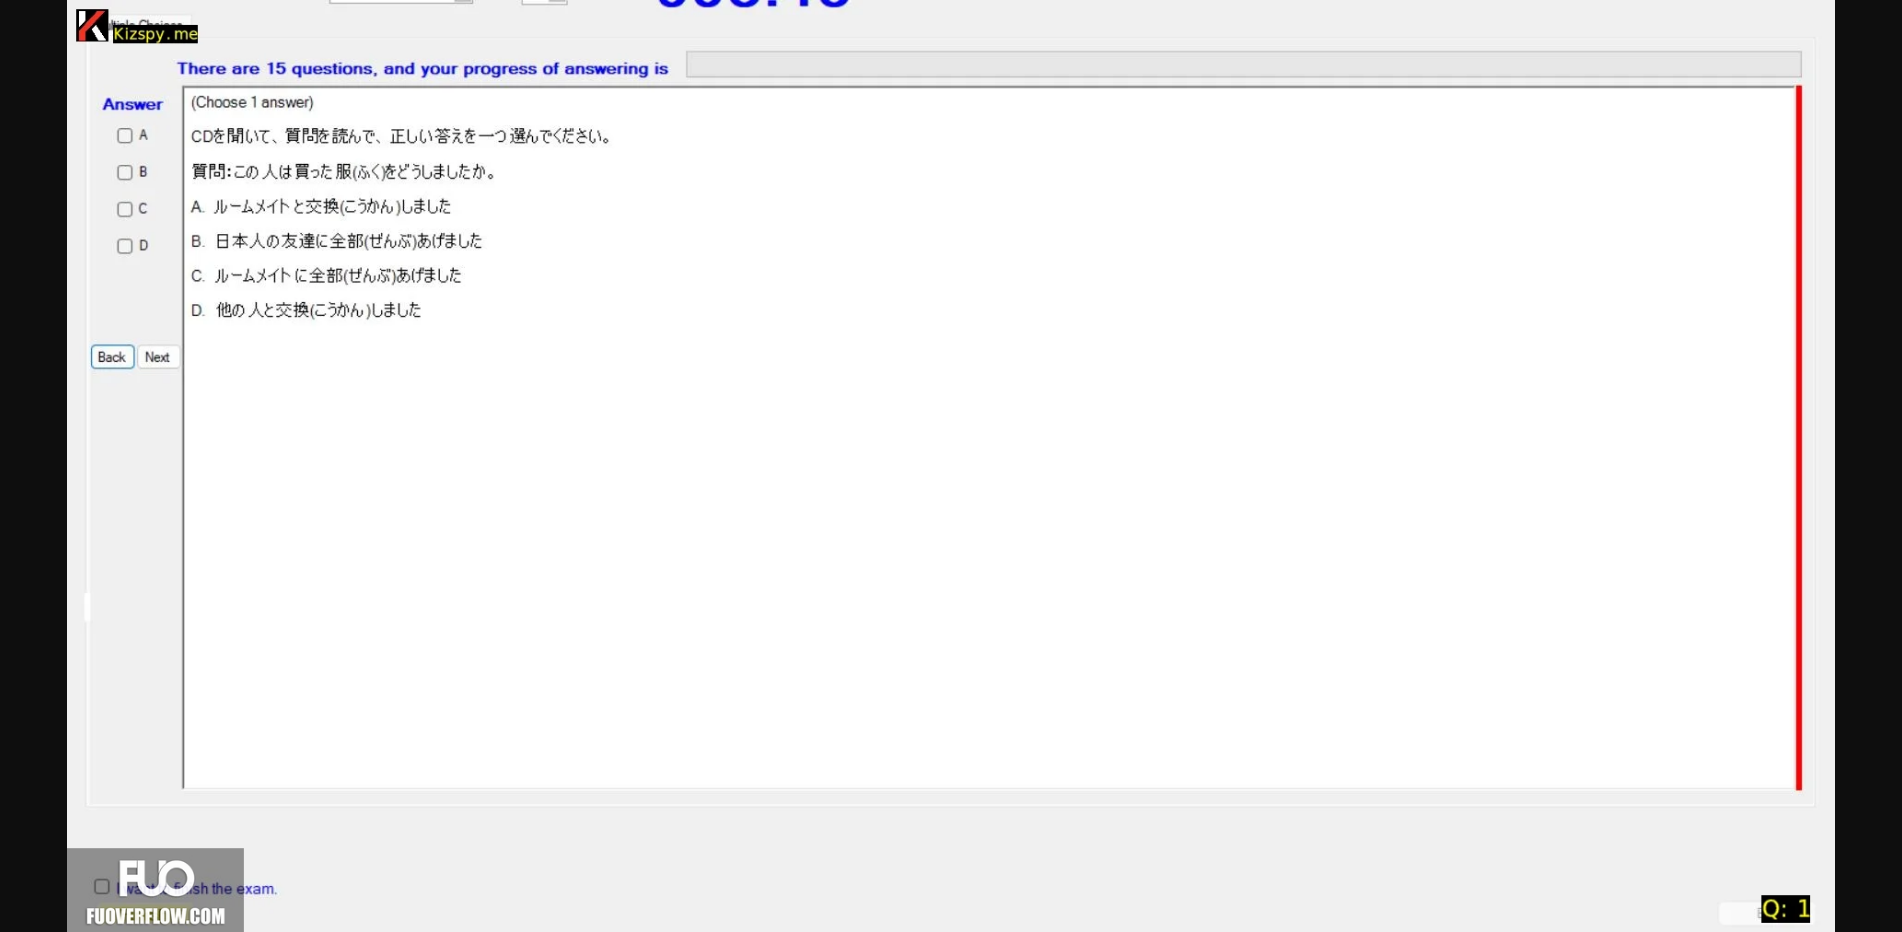 Kizspy.me
There are 15 questions, and your progress of answering is
Answer
(Choose 1 answer)
A
CDを聞いて、質問を読んで、正しい答えを一つ選んでください。
B
質問:この人は買った服(ふく)をどうしましたか。
C
A. ルームメイトと交換(こうかん)しました
D
B. 日本人の友達に全部(ぜんぶ)あげました
C. ルームメイトに全部(ぜんぶ)あげました
D. 他の人と交換(こうかん)しました
Back Next
FUO
the exam.
FUOVERFLOW.COM
Q: 1